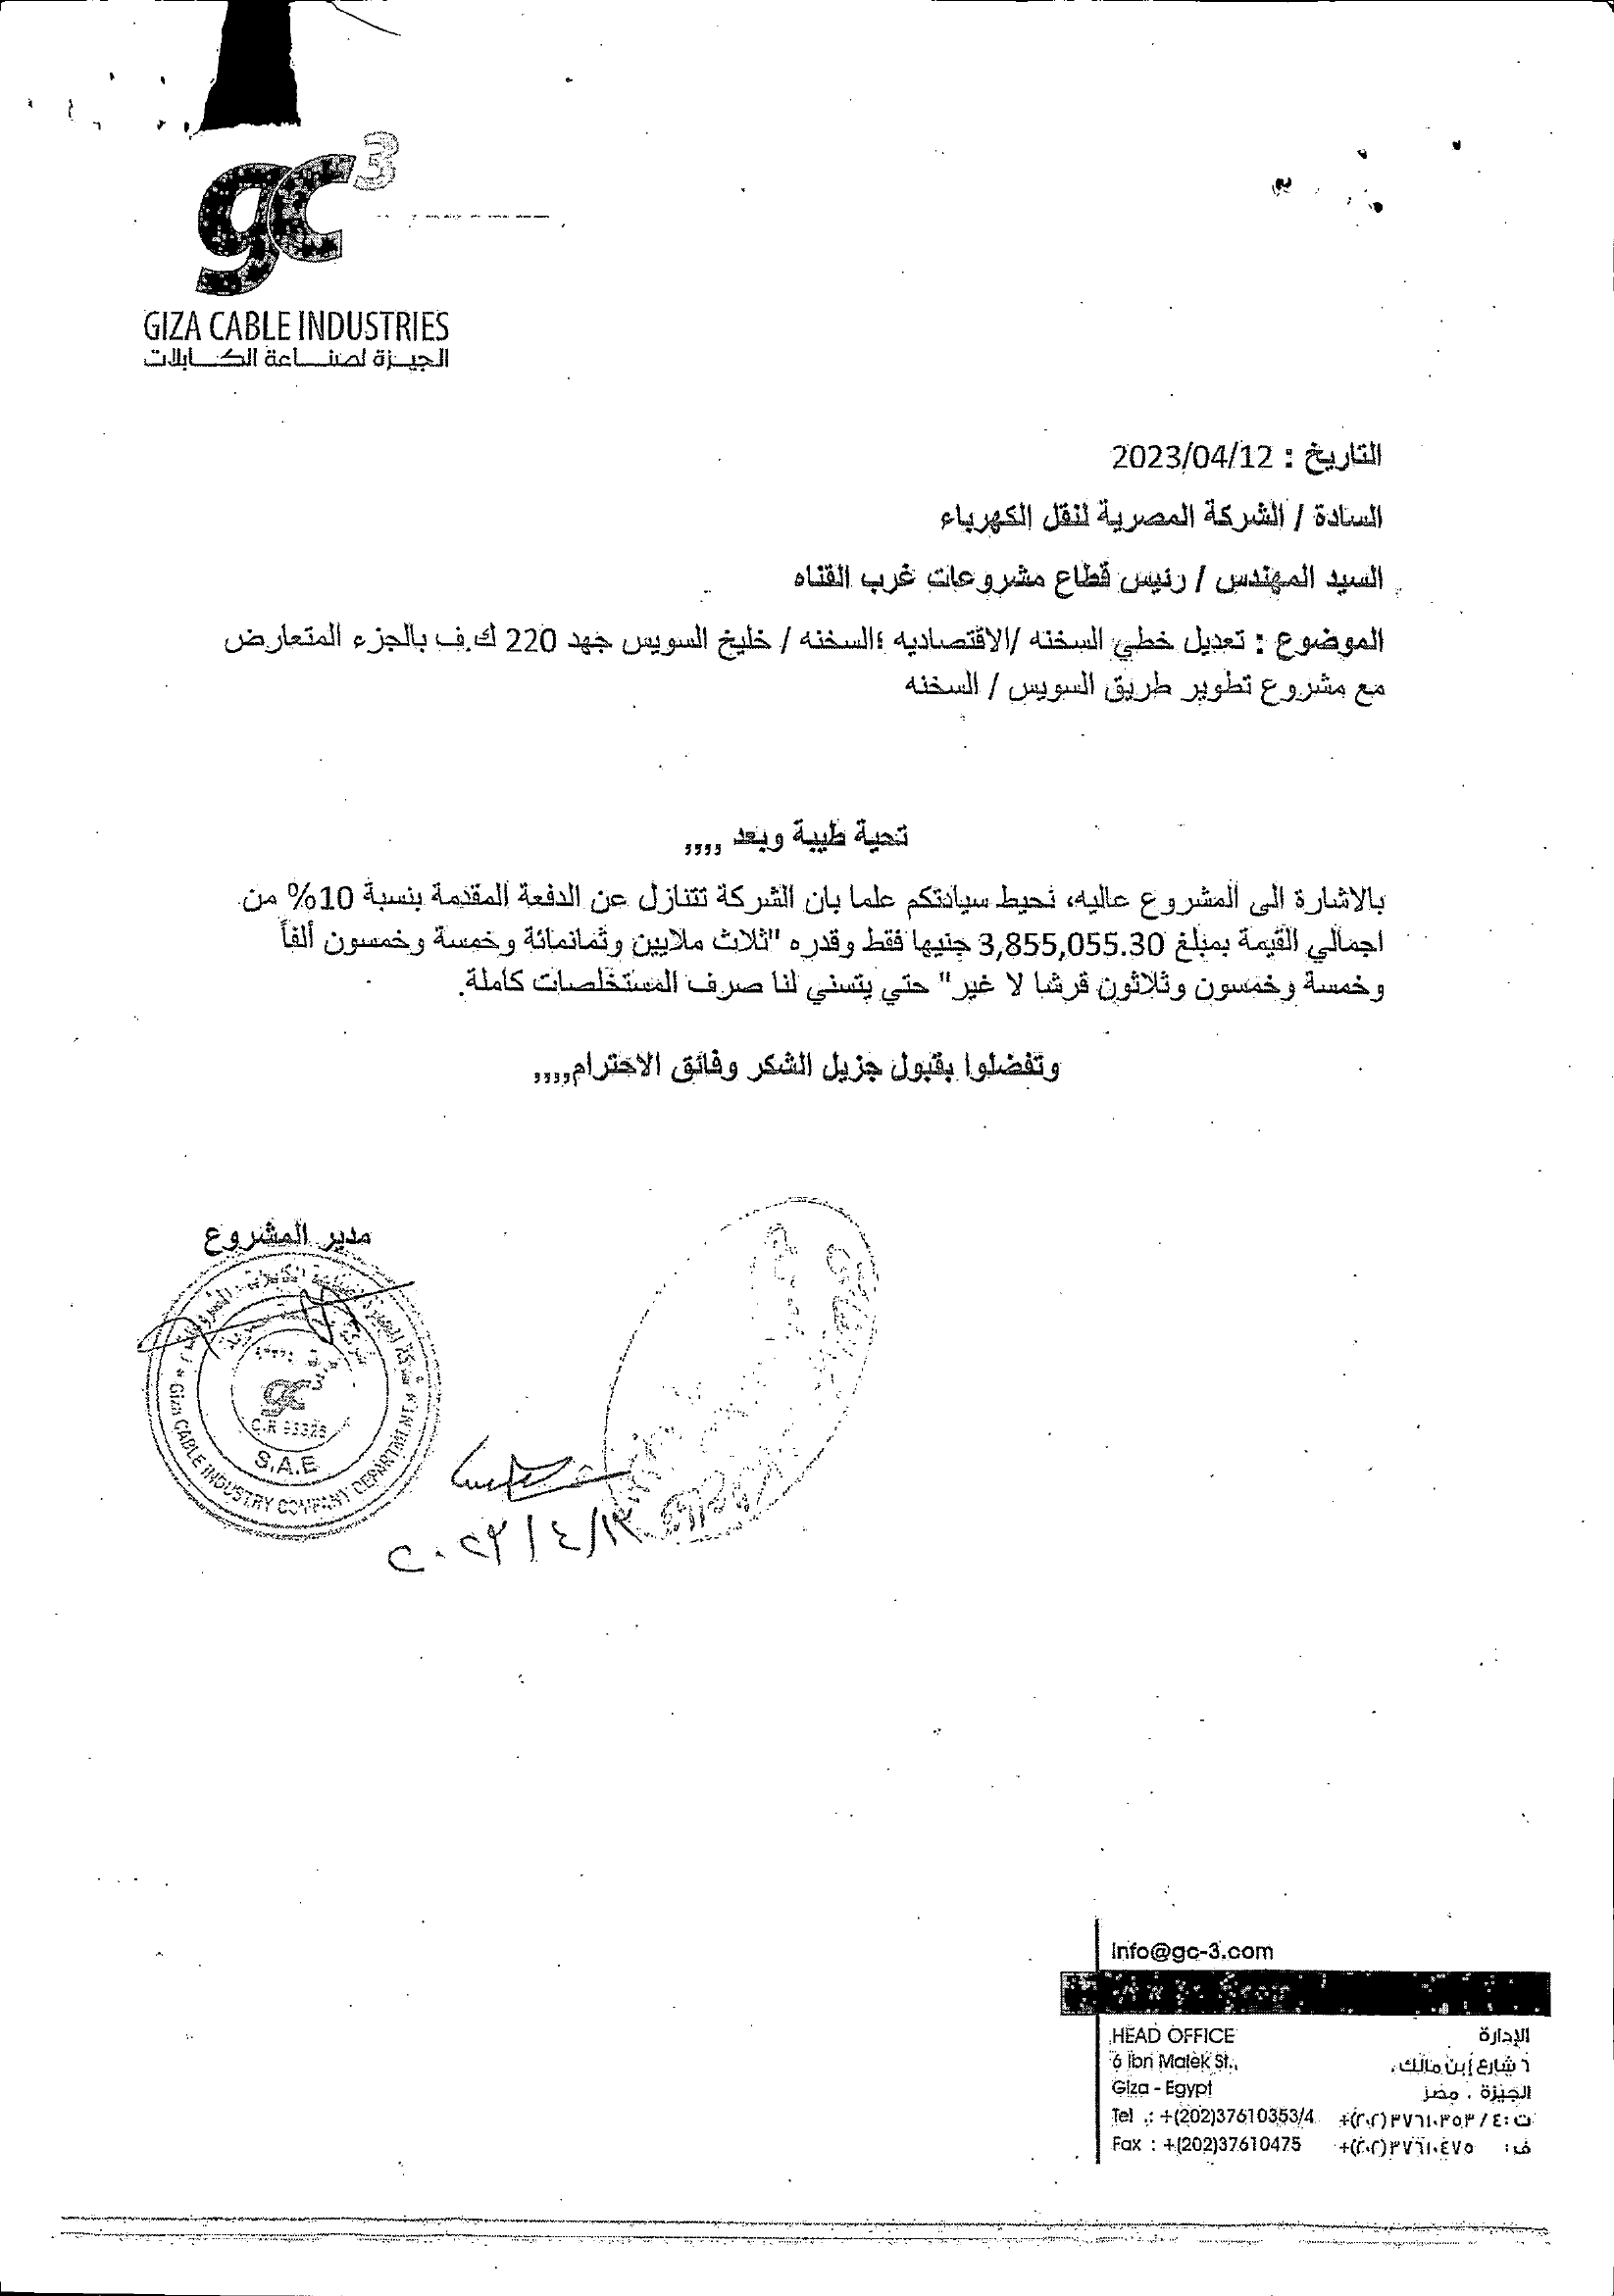 gc3
GIZA CABLE INDUSTRIES
الجيزة لصناعة الكابلات
التاريخ : 2023/04/12
السادة / الشركة المصرية لنقل الكهرباء
السيد المهندس / رئيس قطاع مشروعات غرب القناه
الموضوع : تعديل خطي السخنه /الاقتصاديه ؛السخنه / خليج السويس جهد 220 ك.ف بالجزء المتعارض
مع مشروع تطوير طريق السويس / السخنه
تحية طيبة وبعد ,,,,
بالاشارة الى المشروع عاليه، نحيط سيادتكم علما بان الشركة تتنازل عن الدفعة المقدمة بنسبة 10% من
اجمالي القيمة بمبلغ 3,855,055.30 جنيها فقط وقدره "ثلاث ملايين وثمانمائة وخمسة وخمسون ألفاً
وخمسة وخمسون وثلاثون قرشا لا غير" حتي يتسني لنا صرف المستخلصات كاملة.
وتفضلوا بقبول جزيل الشكر وفائق الاحترام,,,,
مدير المشروع
gc3
C.R 93328
S.A.E
Giza CABLE INDUSTRY COMPANY DEPARTMENT
٢٠٢٣/٤/١٢
info@gc-3.com
HEAD OFFICE
6 Ibn Malek St.,
Giza - Egypt
Tel .: +(202)37610353/4
Fax : +(202)37610475
الإدارة
٦ شارع إبن مالك .
الجيزة . مصر
ت: ٤ / ٣٧٦١٠٣٥٣(٢٠٢)+
ف: ٣٧٦١٠٤٧٥(٢٠٢)+